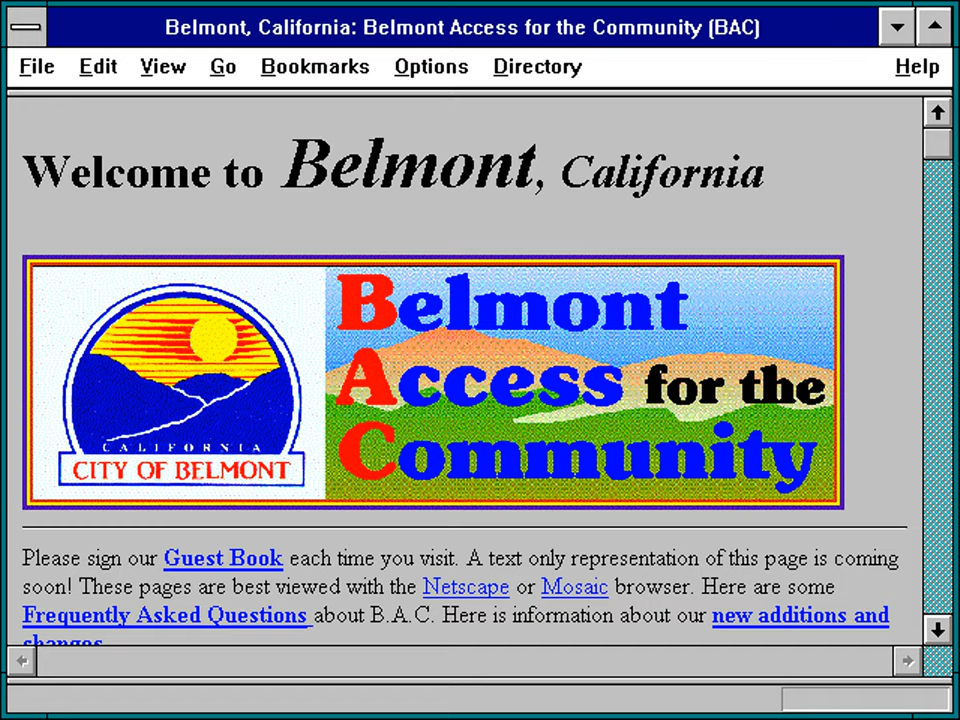 Belmont, California: Belmont Access for the Community (BAC)
File Edit View Go Bookmarks Options Directory Help
Welcome to Belmont, California
CALIFORNIA
CITY OF BELMONT
Belmont
Access for the
Community
Please sign our Guest Book each time you visit. A text only representation of this page is coming
soon! These pages are best viewed with the Netscape or Mosaic browser. Here are some
Frequently Asked Questions about B.A.C. Here is information about our new additions and
changes